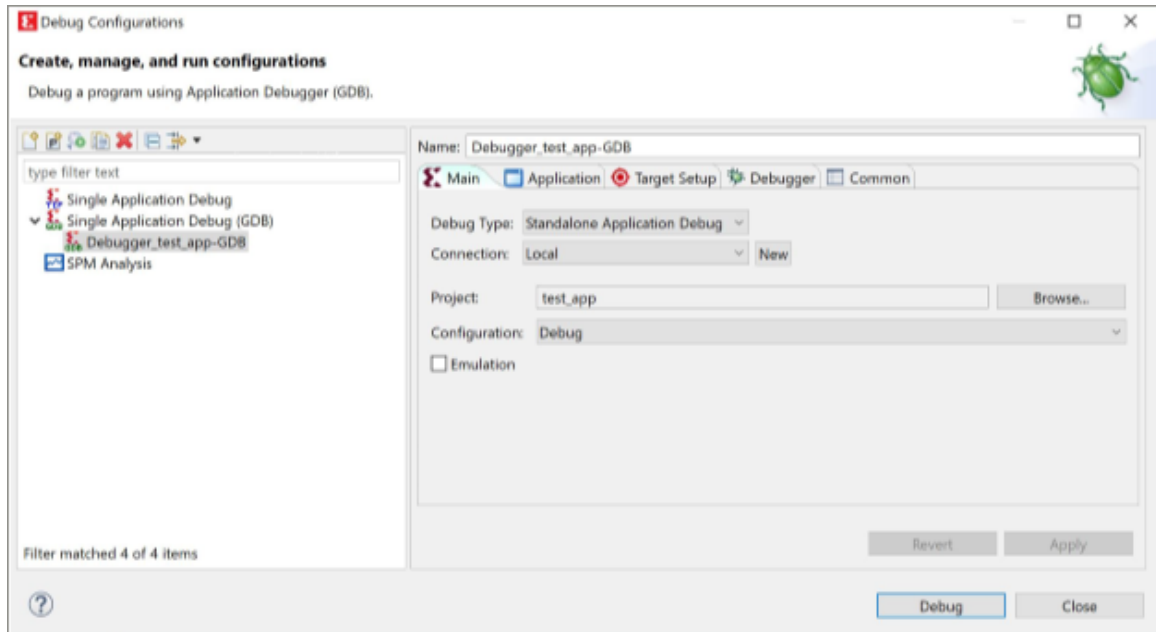 Debug Configurations
Create, manage, and run configurations
Debug a program using Application Debugger (GDB).
type filter text
Single Application Debug
Single Application Debug (GDB)
Debugger_test_app-GDB
SPM Analysis
Filter matched 4 of 4 items
Name: Debugger_test_app-GDB
Main Application Target Setup Debugger Common
Debug Type: Standalone Application Debug
Connection: Local New
Project: test_app Browse...
Configuration: Debug
Emulation
Revert Apply
Debug Close